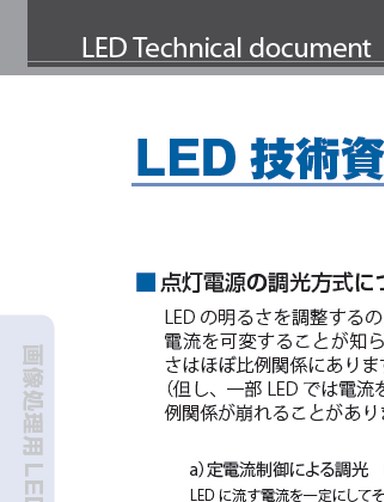 LED Technical document
LED 技術資
■点灯電源の調光方式に
LED の明るさを調整するの
電流を可変することが知ら
さはほぼ比例関係にあります
（但し、一部 LED では電流を
例関係が崩れることがあり
a）定電流制御による調光
LED に流す電流を一定にしてそ
画像処理用 LED